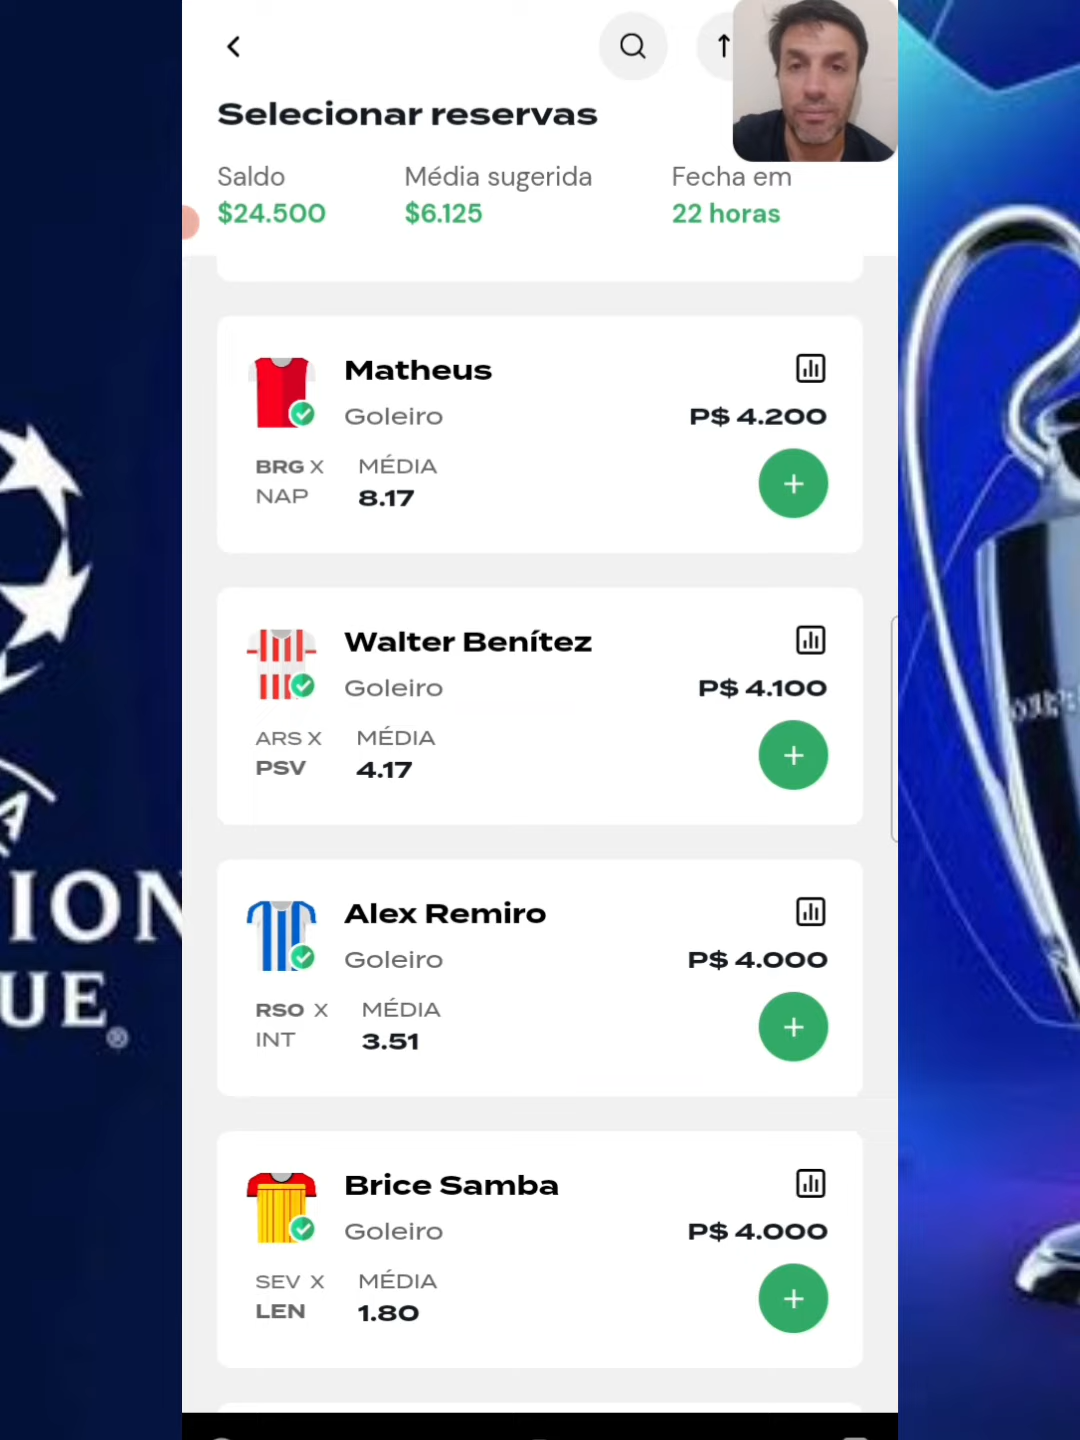 Selecionar reservas
Saldo
Média sugerida
Fecha em
$24.500
$6.125
22 horas
Matheus
Goleiro
P$ 4.200
BRG X
NAP
MÉDIA
8.17
Walter Benítez
Goleiro
P$ 4.100
ARS X
PSV
MÉDIA
4.17
Alex Remiro
Goleiro
P$ 4.000
RSO X
INT
MÉDIA
3.51
Brice Samba
Goleiro
P$ 4.000
SEV X
LEN
MÉDIA
1.80
A
ION
UE®